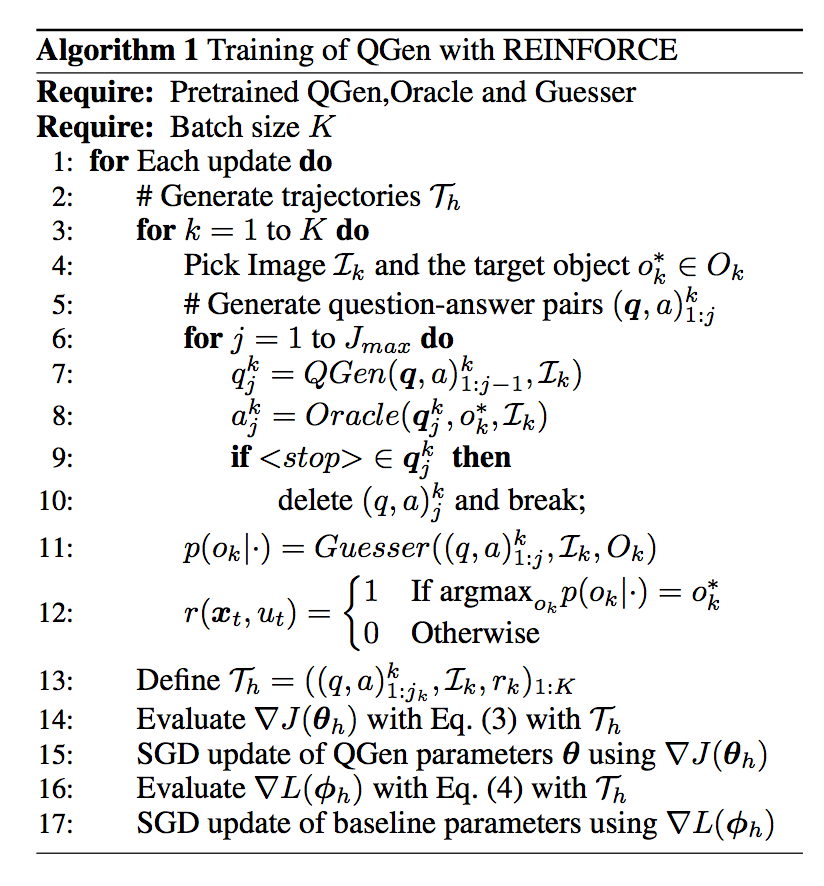 Algorithm 1 Training of QGen with REINFORCE
Require: Pretrained QGen,Oracle and Guesser
Require: Batch size $K$
1: for Each update do
2: # Generate trajectories $\mathcal{T}_h$
3: for $k = 1$ to $K$ do
4: Pick Image $\mathcal{I}_k$ and the target object $o_k^* \in O_k$
5: # Generate question-answer pairs $(\boldsymbol{q}, a)_{1:j}^k$
6: for $j = 1$ to $J_{max}$ do
7: $q_j^k = QGen(\boldsymbol{q}, a)_{1:j-1}^k, \mathcal{I}_k)$
8: $a_j^k = Oracle(\boldsymbol{q}_j^k, o_k^*, \mathcal{I}_k)$
9: if $<stop> \in \boldsymbol{q}_j^k$ then
10: delete $(q, a)_j^k$ and break;
11: $p(o_k|\cdot) = Guesser((q, a)_{1:j}^k, \mathcal{I}_k, O_k)$
12: $r(\boldsymbol{x}_t, u_t) = \begin{cases} 1 & \text{If } \text{argmax}_{o_k} p(o_k|\cdot) = o_k^* \\ 0 & \text{Otherwise} \end{cases}$
13: Define $\mathcal{T}_h = ((q, a)_{1:j_k}^k, \mathcal{I}_k, r_k)_{1:K}$
14: Evaluate $\nabla J(\boldsymbol{\theta}_h)$ with Eq. (3) with $\mathcal{T}_h$
15: SGD update of QGen parameters $\boldsymbol{\theta}$ using $\nabla J(\boldsymbol{\theta}_h)$
16: Evaluate $\nabla L(\boldsymbol{\phi}_h)$ with Eq. (4) with $\mathcal{T}_h$
17: SGD update of baseline parameters using $\nabla L(\boldsymbol{\phi}_h)$